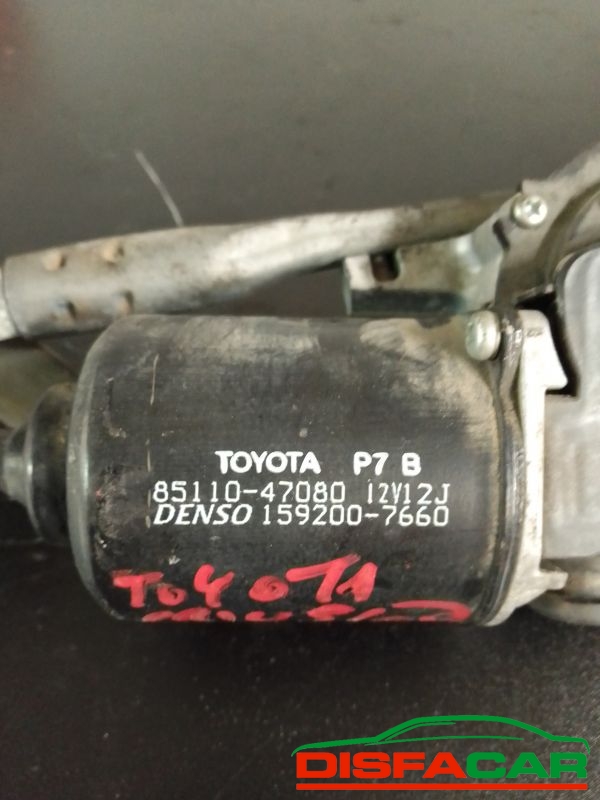 TOYOTA P7 B
85110-47080 12V12J
DENSO 159200-7660
TOYOTA
DISFACAR